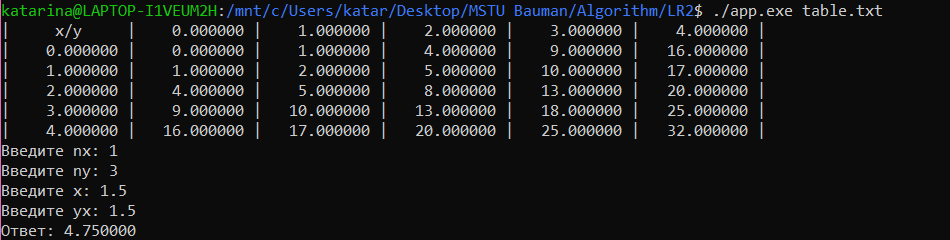 katarina@LAPTOP-I1VEUM2H:/mnt/c/Users/katar/Desktop/MSTU Bauman/Algorithm/LR2$ ./app.exe table.txt
|     x/y     |    0.000000 |    1.000000 |    2.000000 |    3.000000 |    4.000000 |
|    0.000000 |    0.000000 |    1.000000 |    4.000000 |    9.000000 |   16.000000 |
|    1.000000 |    1.000000 |    2.000000 |    5.000000 |   10.000000 |   17.000000 |
|    2.000000 |    4.000000 |    5.000000 |    8.000000 |   13.000000 |   20.000000 |
|    3.000000 |    9.000000 |   10.000000 |   13.000000 |   18.000000 |   25.000000 |
|    4.000000 |   16.000000 |   17.000000 |   20.000000 |   25.000000 |   32.000000 |
Введите nx: 1
Введите ny: 3
Введите x: 1.5
Введите yx: 1.5
Ответ: 4.750000